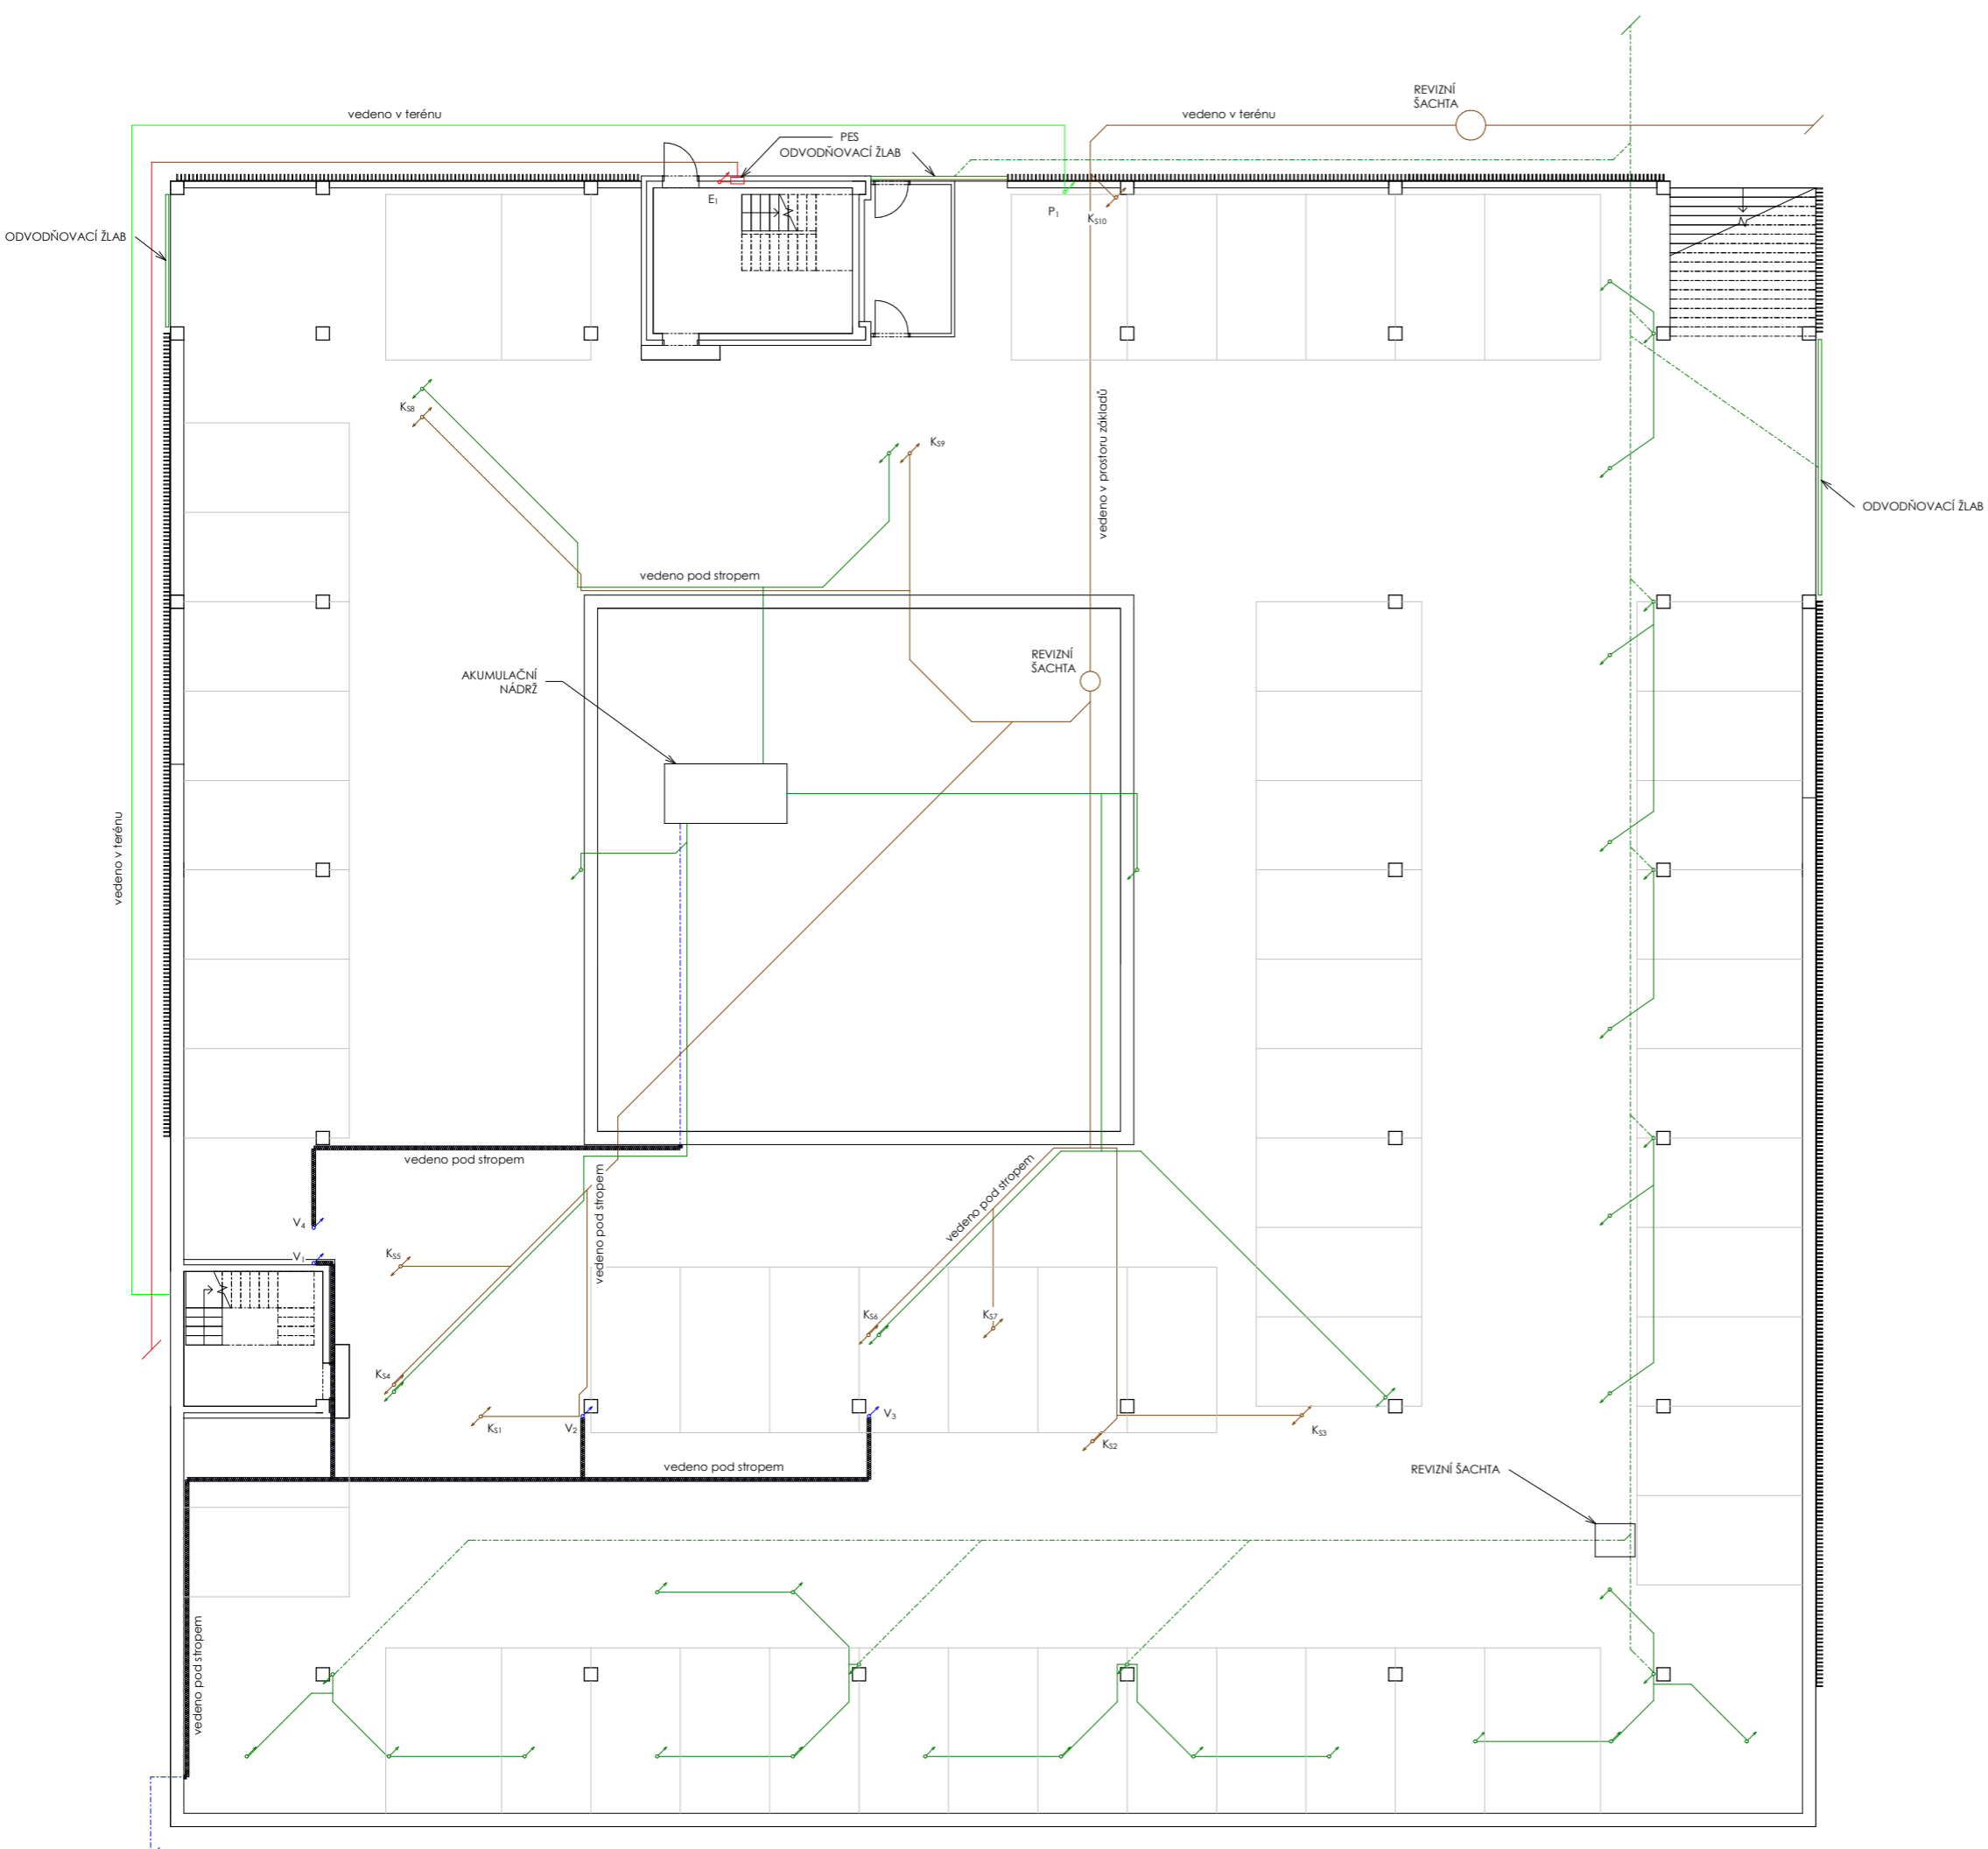 REVIZNÍ
ŠACHTA
vedeno v terénu
vedeno v terénu
PES
ODVODŇOVACÍ ŽLAB
E1
P1
KS10
ODVODŇOVACÍ ŽLAB
KS8
KS9
vedeno v prostoru základů
ODVODŇOVACÍ ŽLAB
vedeno pod stropem
REVIZNÍ
ŠACHTA
AKUMULAČNÍ
NÁDRŽ
vedeno v terénu
vedeno pod stropem
vedeno pod stropem
vedeno pod stropem
V4
V1
KS5
KS6
KS7
KS4
KS1
V2
V3
KS2
KS3
vedeno pod stropem
REVIZNÍ ŠACHTA
vedeno pod stropem